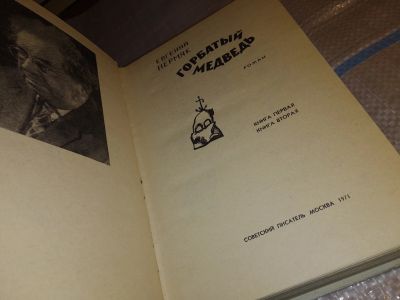 ЕВГЕНИЙ
ПЕРМЯК
ГОРБАТЫЙ
МЕДВЕДЬ
РОМАН
КНИГА ПЕРВАЯ
КНИГА ВТОРАЯ
СОВЕТСКИЙ ПИСАТЕЛЬ МОСКВА 1971